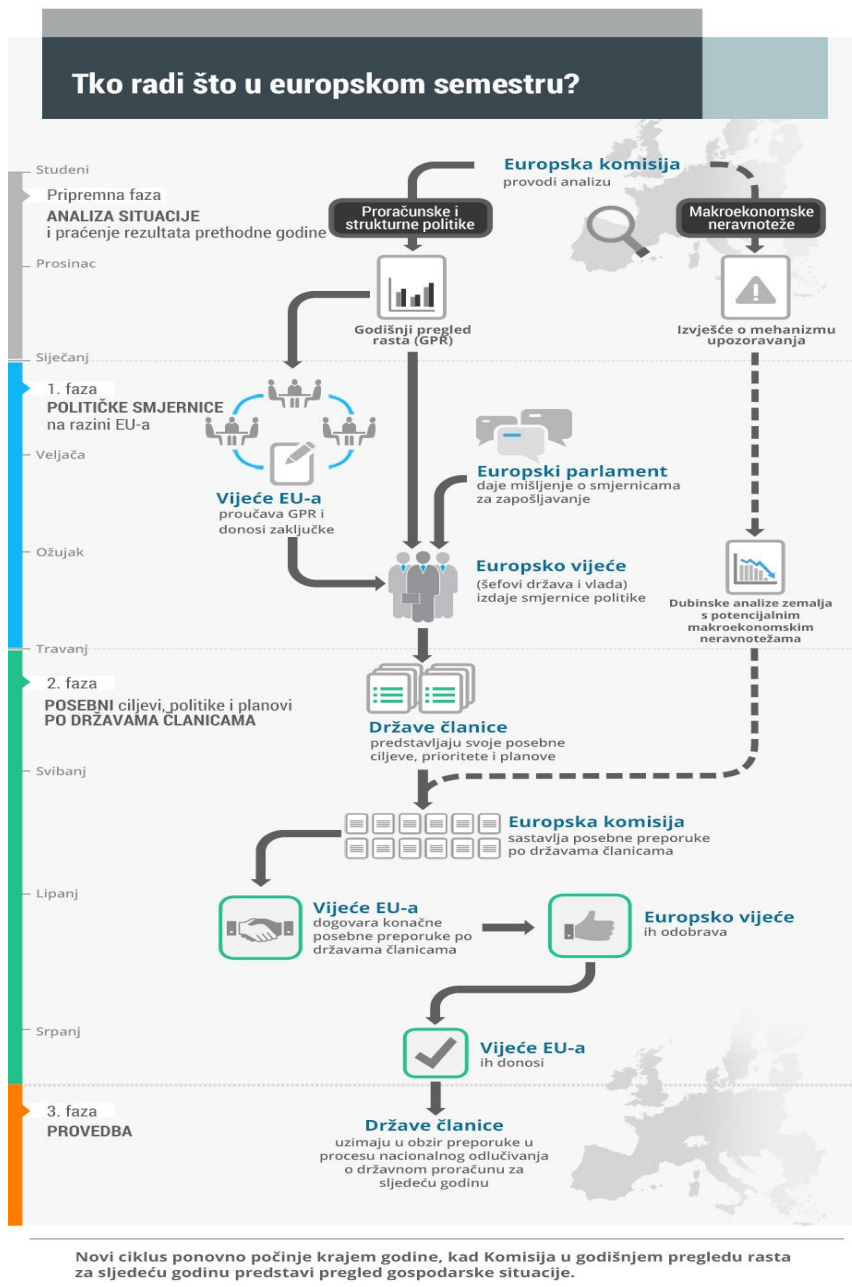 Tko radi što u europskom semestru?
Studeni
Pripremna faza
ANALIZA SITUACIJE
i praćenje rezultata prethodne godine
Prosinac
Siječanj
Europska komisija
provodi analizu
Proračunske i
strukturne politike
Makroekonomske
neravnoteže
Godišnji pregled
rasta (GPR)
Izvješće o mehanizmu
upozoravanja
1. faza
POLITIČKE SMJERNICE
na razini EU-a
Veljača
Ožujak
Travanj
Vijeće EU-a
proučava GPR i
donosi zaključke
Europski parlament
daje mišljenje o smjernicama
za zapošljavanje
Europsko vijeće
(šefovi država i vlada)
izdaje smjernice politike
Dubinske analize zemalja
s potencijalnim
makroekonomskim
neravnotežama
2. faza
POSEBNI ciljevi, politike i planovi
PO DRŽAVAMA ČLANICAMA
Svibanj
Lipanj
Srpanj
Države članice
predstavljaju svoje posebne
ciljeve, prioritete i planove
Europska komisija
sastavlja posebne preporuke
po državama članicama
Vijeće EU-a
dogovara konačne
posebne preporuke po
državama članicama
Europsko vijeće
ih odobrava
Vijeće EU-a
ih donosi
3. faza
PROVEDBA
Države članice
uzimaju u obzir preporuke u
procesu nacionalnog odlučivanja
o državnom proračunu za
sljedeću godinu
Novi ciklus ponovno počinje krajem godine, kad Komisija u godišnjem pregledu rasta
za sljedeću godinu predstavi pregled gospodarske situacije.